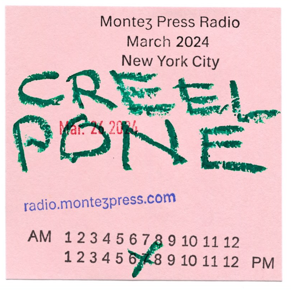 Monteʒ Press Radio
March 2024
New York City
CREEL
Mar. 26, 2024
PONE
radio.monteʒpress.com
AM 1 2 3 4 5 6 7 8 9 10 11 12
1 2 3 4 5 6 7 8 9 10 11 12 PM